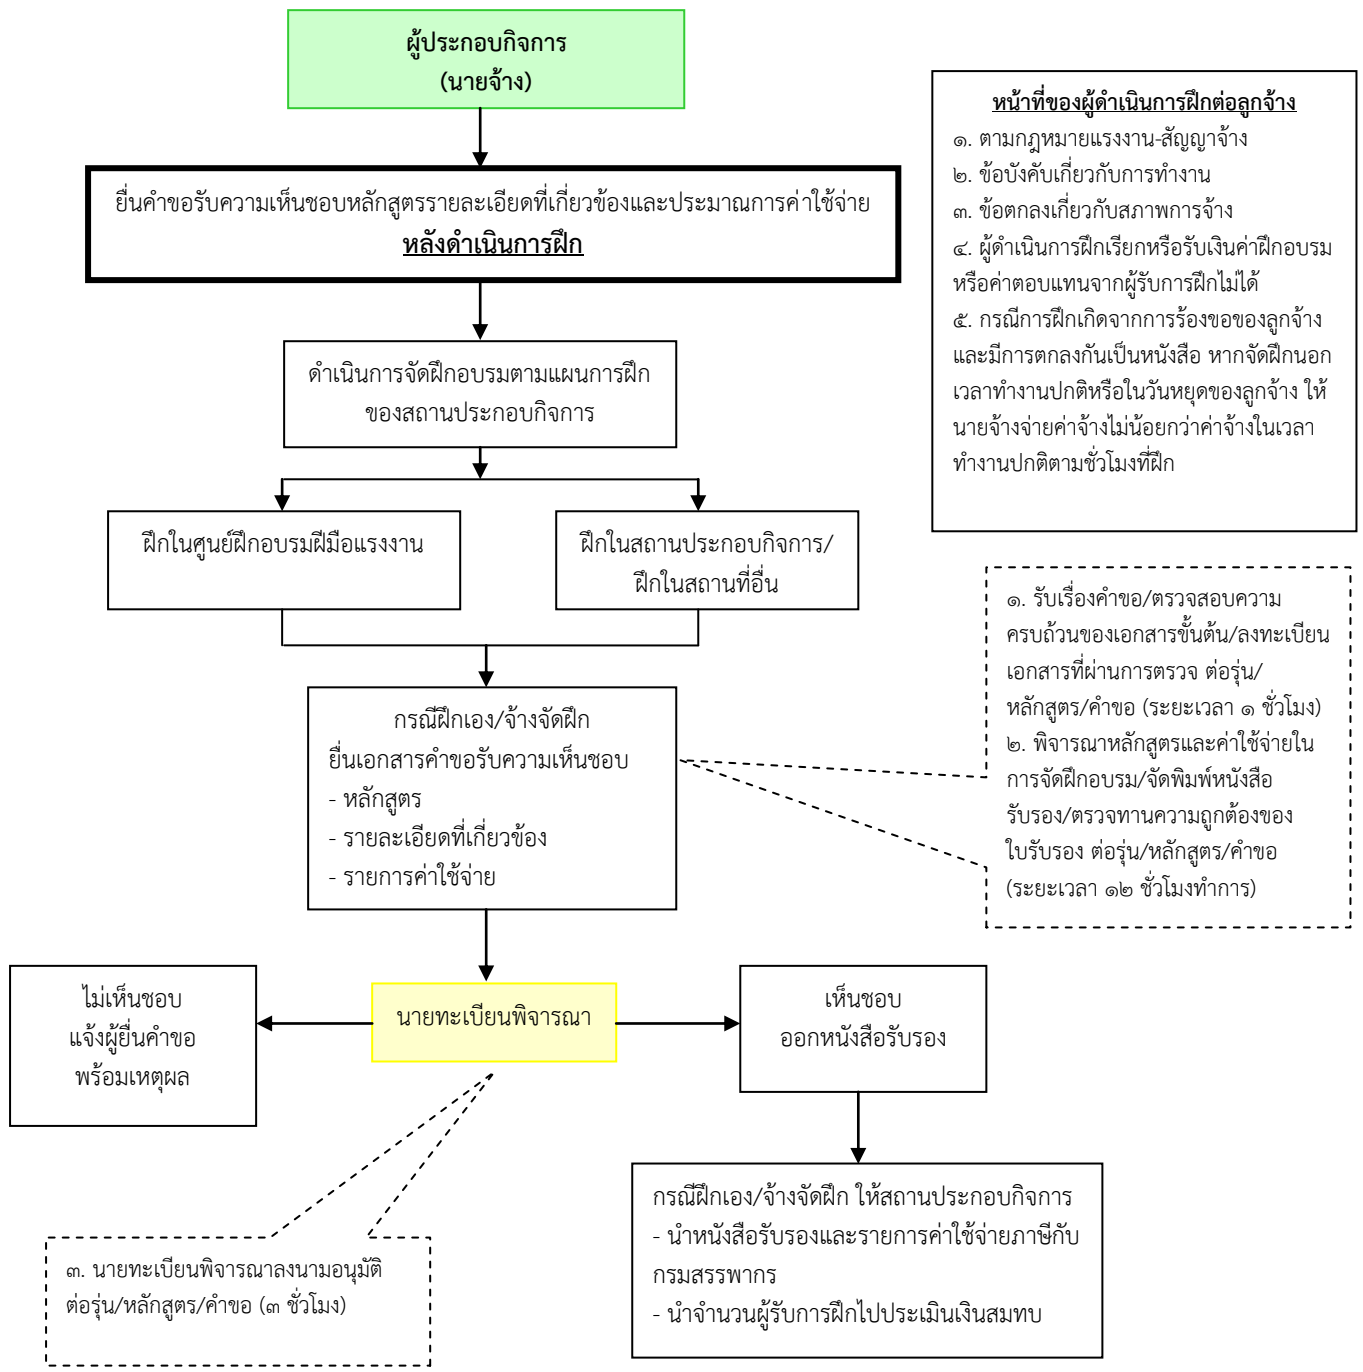 ผู้ประกอบกิจการ
(นายจ้าง)
ยื่นคำขอรับความเห็นชอบหลักสูตรรายละเอียดที่เกี่ยวข้องและประมาณการค่าใช้จ่าย
หลังดำเนินการฝึก
ดำเนินการจัดฝึกอบรมตามแผนการฝึก
ของสถานประกอบกิจการ
ฝึกในศูนย์ฝึกอบรมฝีมือแรงงาน
ฝึกในสถานประกอบกิจการ/
ฝึกในสถานที่อื่น
กรณีฝึกเอง/จ้างจัดฝึก
ยื่นเอกสารคำขอรับความเห็นชอบ
- หลักสูตร
- รายละเอียดที่เกี่ยวข้อง
- รายการค่าใช้จ่าย
นายทะเบียนพิจารณา
ไม่เห็นชอบ
แจ้งผู้ยื่นคำขอ
พร้อมเหตุผล
เห็นชอบ
ออกหนังสือรับรอง
กรณีฝึกเอง/จ้างจัดฝึก ให้สถานประกอบกิจการ
- นำหนังสือรับรองและรายการค่าใช้จ่ายภาษีกับ
กรมสรรพากร
- นำจำนวนผู้รับการฝึกไปประเมินเงินสมทบ
๓. นายทะเบียนพิจารณาลงนามอนุมัติ
ต่อรุ่น/หลักสูตร/คำขอ (๓ ชั่วโมง)
หน้าที่ของผู้ดำเนินการฝึกต่อลูกจ้าง
๑. ตามกฎหมายแรงงาน-สัญญาจ้าง
๒. ข้อบังคับเกี่ยวกับการทำงาน
๓. ข้อตกลงเกี่ยวกับสภาพการจ้าง
๔. ผู้ดำเนินการฝึกเรียกหรือรับเงินค่าฝึกอบรม
หรือค่าตอบแทนจากผู้รับการฝึกไม่ได้
๕. กรณีการฝึกเกิดจากการร้องขอของลูกจ้าง
และมีการตกลงกันเป็นหนังสือ หากจัดฝึกนอก
เวลาทำงานปกติหรือในวันหยุดของลูกจ้าง ให้
นายจ้างจ่ายค่าจ้างไม่น้อยกว่าค่าจ้างในเวลา
ทำงานปกติตามชั่วโมงที่ฝึก
๑. รับเรื่องคำขอ/ตรวจสอบความ
ครบถ้วนของเอกสารขั้นต้น/ลงทะเบียน
เอกสารที่ผ่านการตรวจ ต่อรุ่น/
หลักสูตร/คำขอ (ระยะเวลา ๑ ชั่วโมง)
๒. พิจารณาหลักสูตรและค่าใช้จ่ายใน
การจัดฝึกอบรม/จัดพิมพ์หนังสือ
รับรอง/ตรวจทานความถูกต้องของ
ใบรับรอง ต่อรุ่น/หลักสูตร/คำขอ
(ระยะเวลา ๑๒ ชั่วโมงทำการ)